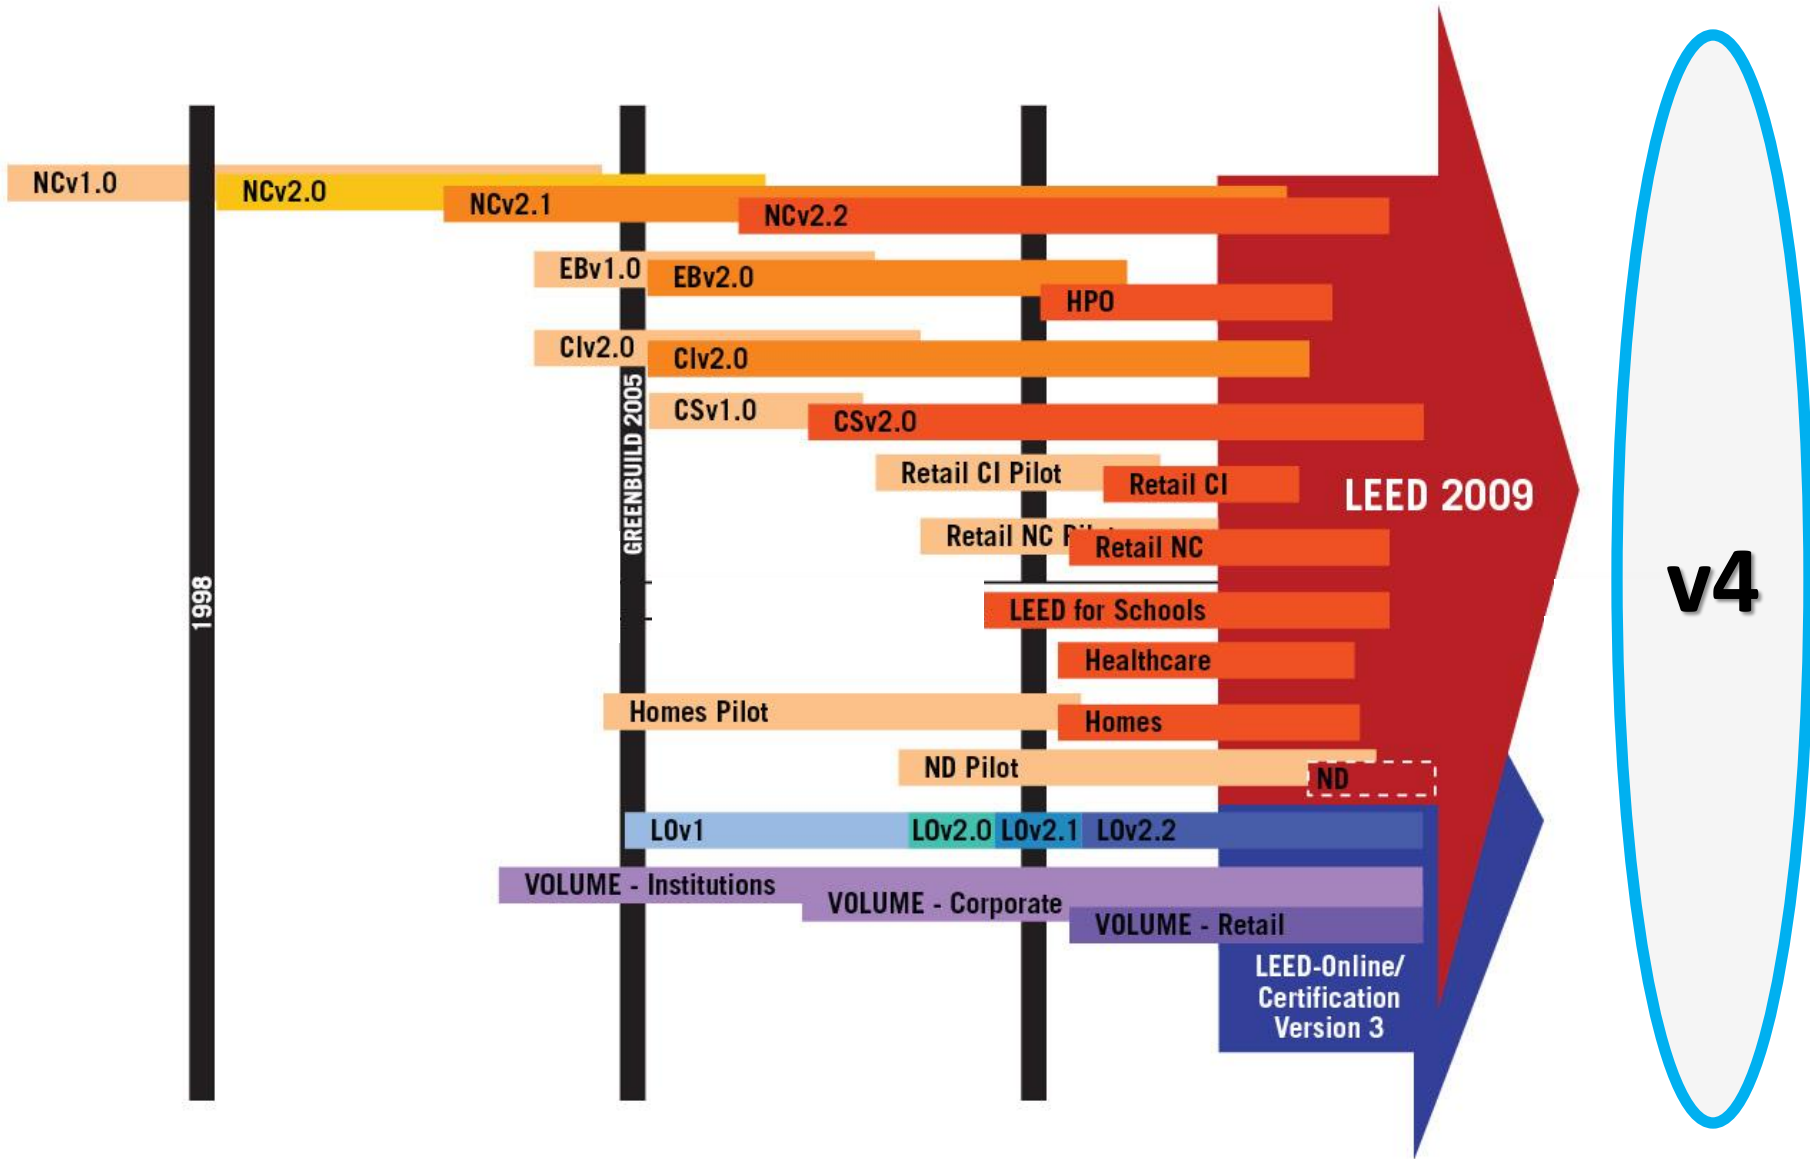 NCv1.0
NCv2.0
NCv2.1
NCv2.2
EBv1.0
EBv2.0
HPO
CIv2.0
CIv2.0
CSv1.0
CSv2.0
Retail CI Pilot
Retail CI
Retail NC
Retail NC
LEED for Schools
Healthcare
Homes Pilot
Homes
ND Pilot
ND
LOv1
LOv2.0
LOv2.1
LOv2.2
VOLUME - Institutions
VOLUME - Corporate
VOLUME - Retail
1998
GREENBUILD 2005
LEED 2009
LEED-Online/
Certification
Version 3
v4